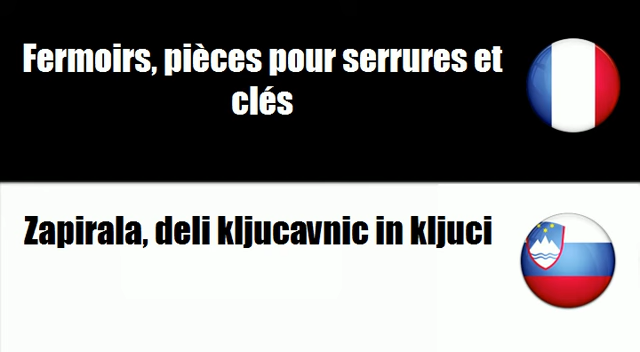 Fermoirs, pièces pour serrures et
clés
Zapirala, deli kljucavnic in kljuci